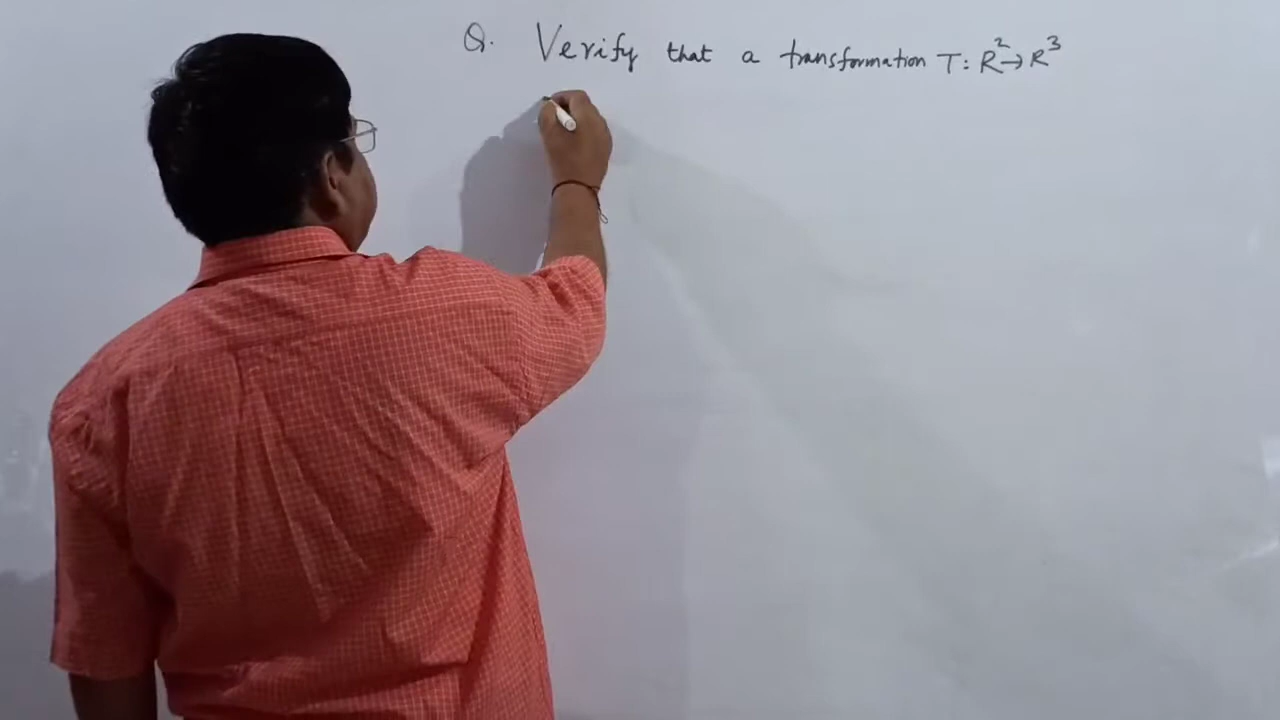 Q. Verify that a transformation T: R² → R³